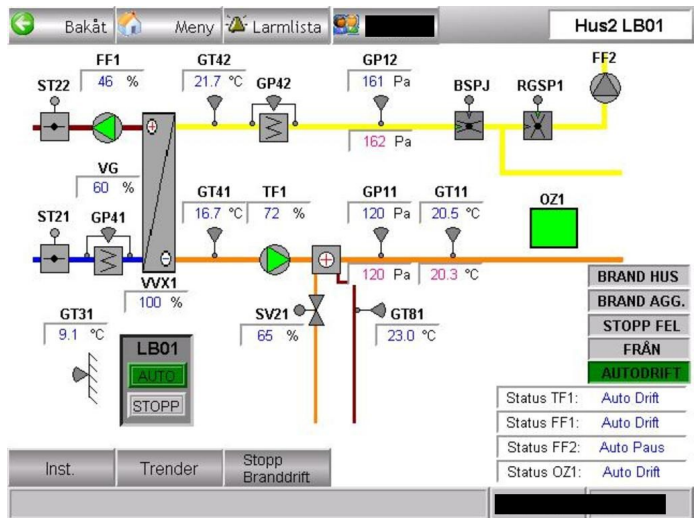 Bakåt Meny Larmlista Hus2 LB01
FF1 GT42 GP12 FF2
ST22 46 % 21.7 °C GP42 161 Pa BSPJ RGSP1
162 Pa
VG
60 %
GT41 TF1 GP11 GT11 OZ1
ST21 GP41 16.7 °C 72 % 120 Pa 20.5 °C
120 Pa 20.3 °C
VVX1
100 %
GT31 SV21 GT81
9.1 °C 65 % 23.0 °C
LB01
AUTO
STOPP
BRAND HUS
BRAND AGG.
STOPP FEL
FRÅN
AUTODRIFT
Status TF1: Auto Drift
Status FF1: Auto Drift
Status FF2: Auto Paus
Status OZ1: Auto Drift
Inst. Trender Stopp
Branddrift